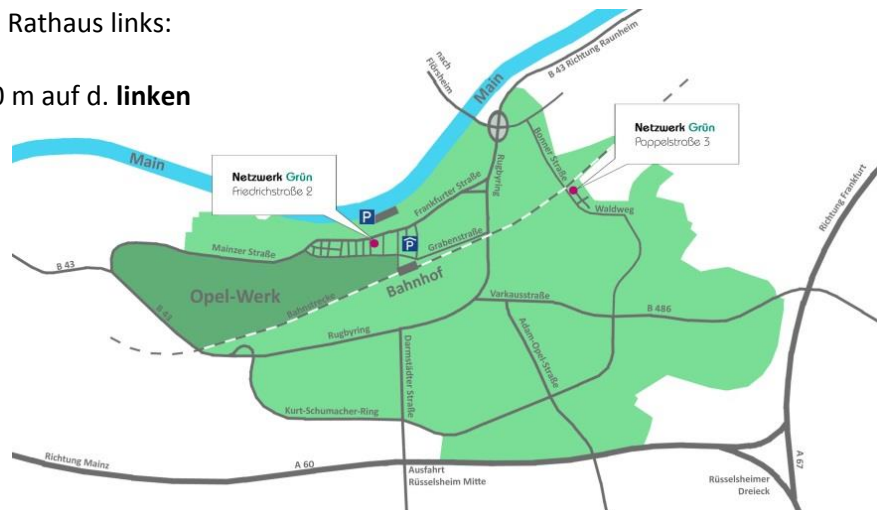 Rathaus links:
0 m auf d. linken
nach
Flörsheim
B 43 Richtung Raunheim
Main
Netzwerk Grün
Pappelstraße 3
Bonner Straße
Main
Netzwerk Grün
Friedrichstraße 2
P
Frankfurter Straße
Rugbyring
Waldweg
Richtung Frankfurt
Mainzer Straße
P
Grabenstraße
B 43
Opel-Werk
Bahnhof
Bahnstrecke
B 43
Varkausstraße
B 486
Rugbyring
Adam-Opel-Straße
Darmstädter Straße
Kurt-Schumacher-Ring
Richtung Mainz
A 60
Ausfahrt
Rüsselsheim Mitte
A 67
Rüsselsheimer
Dreieck